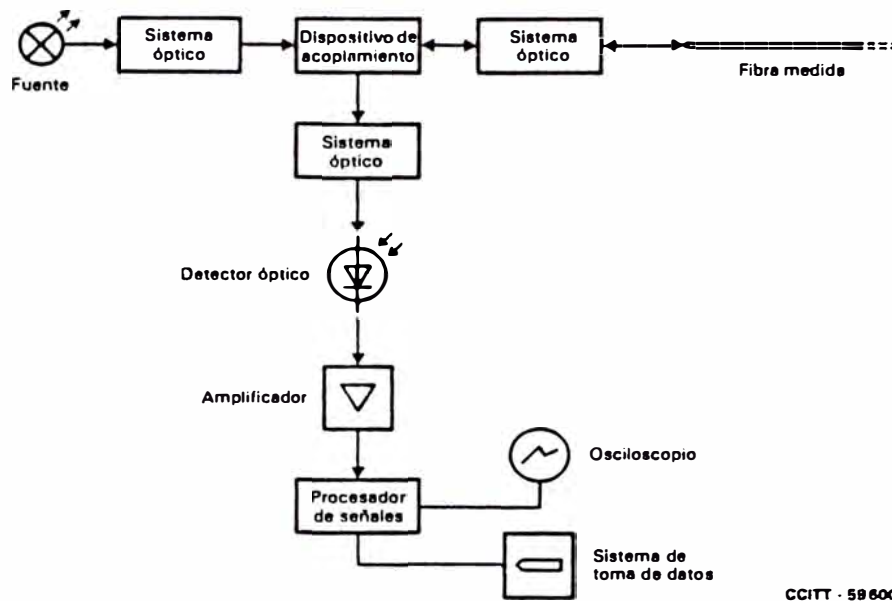 Fuente
Sistema
óptico
Dispositivo de
acoplamiento
Sistema
óptico
Fibra medida
Sistema
óptico
Detector óptico
Amplificador
Osciloscopio
Procesador
de señales
Sistema de
toma de datos
CCITT - 59600